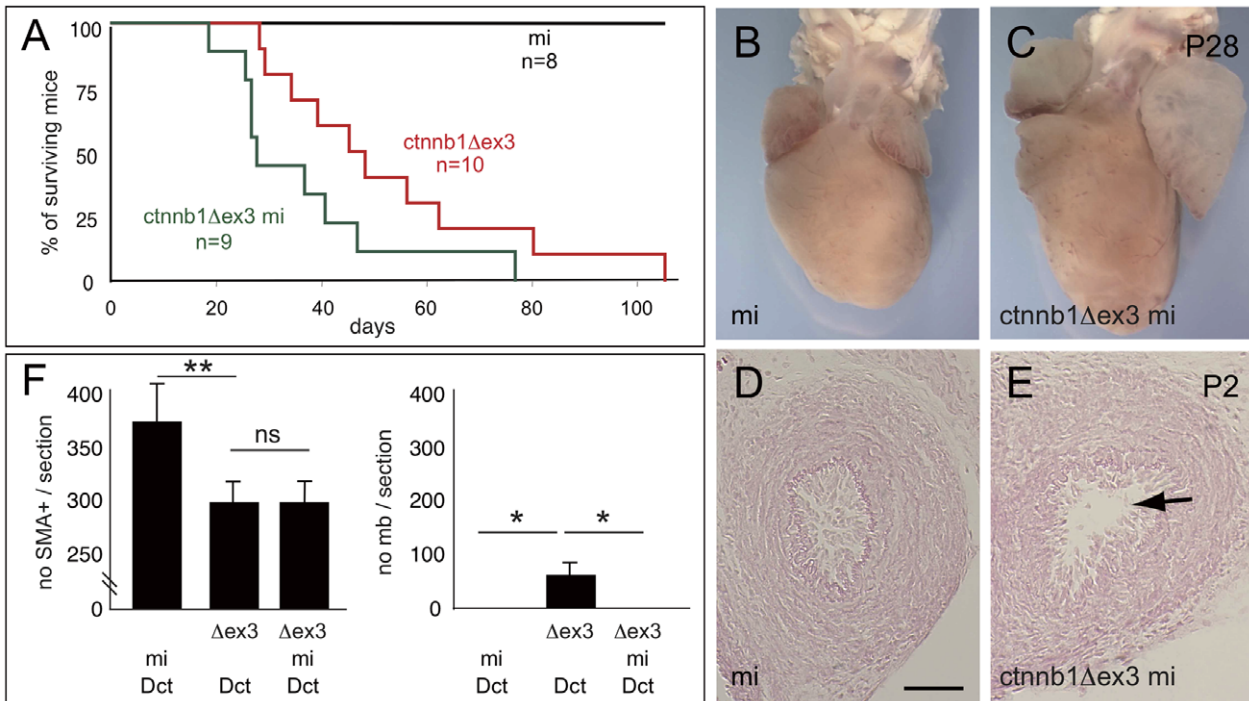 A
% of surviving mice
100
75
50
25
0
0 20 40 60 80 100
days
mi
n=8
ctnnb1Δex3
n=10
ctnnb1Δex3 mi
n=9
B
mi
C
P28
ctnnb1Δex3 mi
F
no SMA+ / section
400
350
300
250
0
**
ns
Δex3 Δex3
mi mi
Dct Dct Dct
no mb / section
400
300
200
100
0
* *
Δex3 Δex3
mi mi
Dct Dct Dct
D
mi
E
P2
ctnnb1Δex3 mi